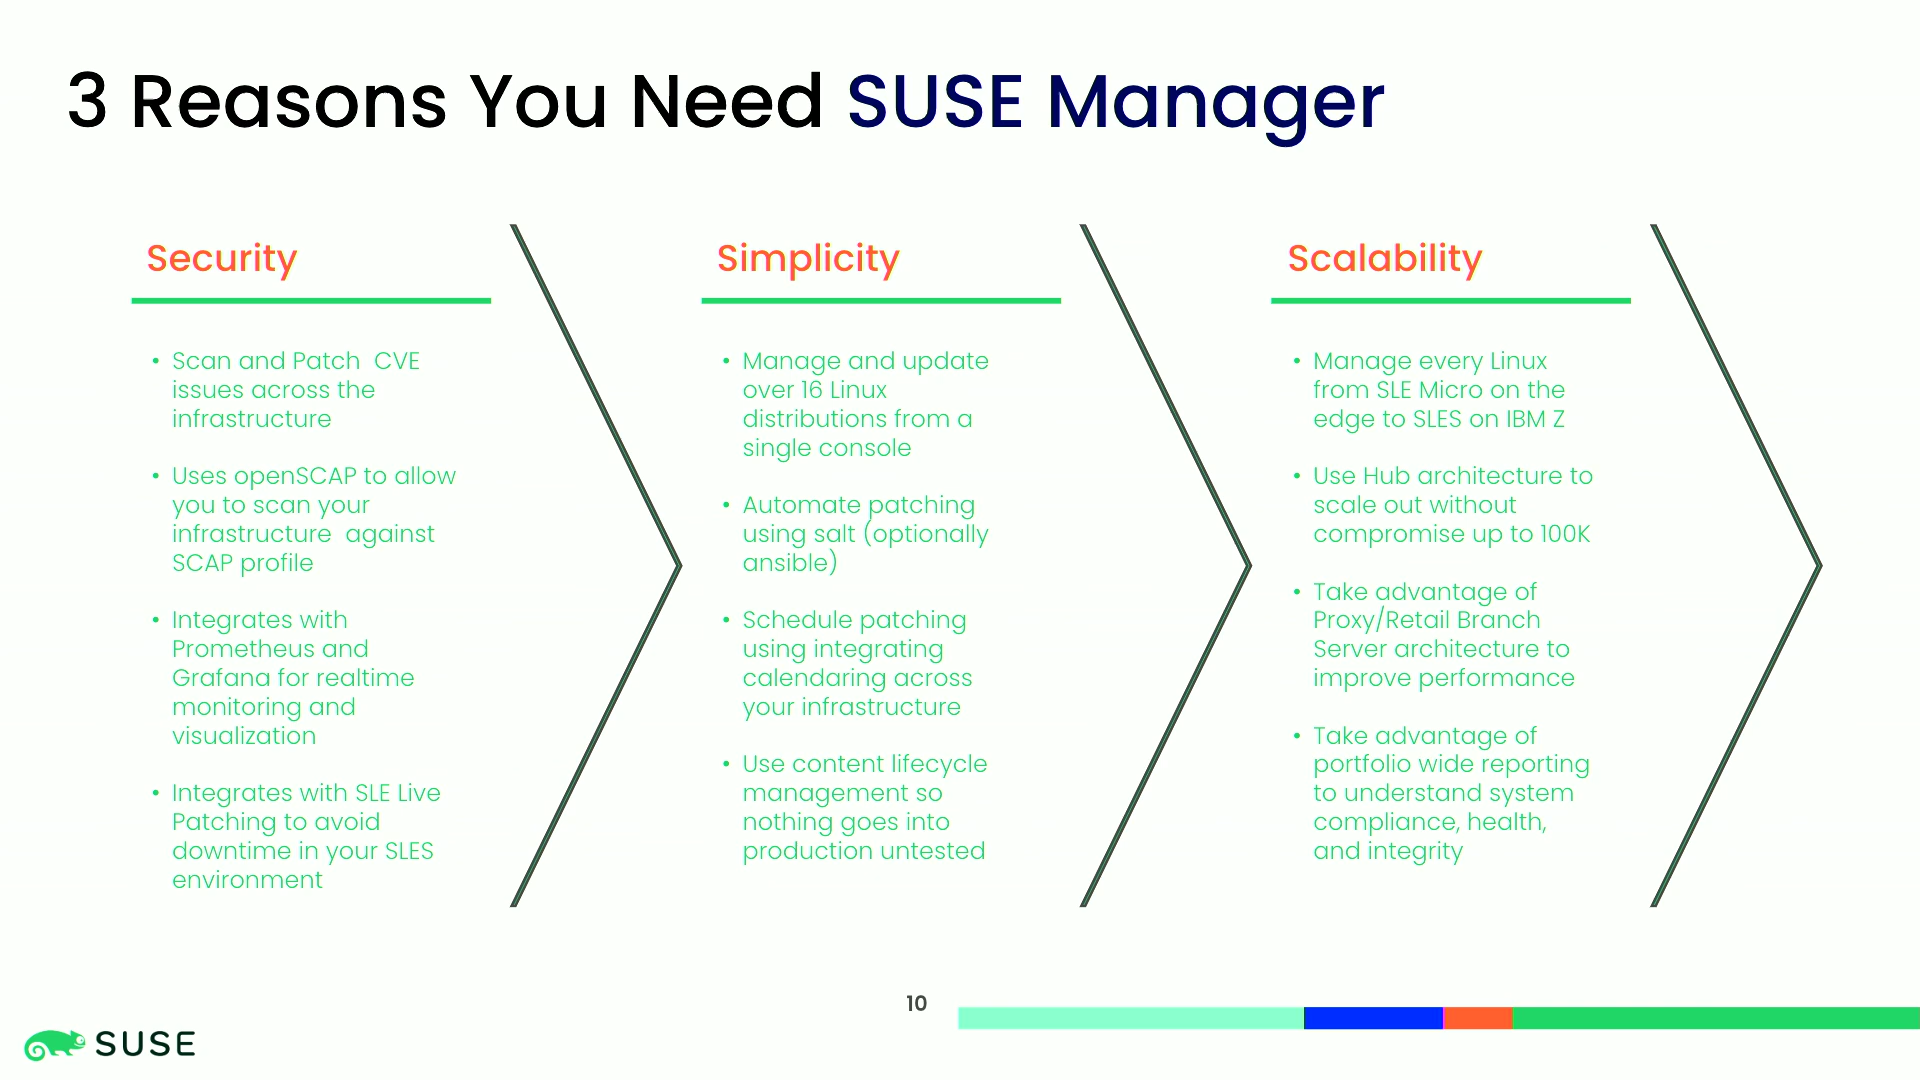 3 Reasons You Need SUSE Manager
Security
• Scan and Patch  CVE
issues across the
infrastructure
• Uses openSCAP to allow
you to scan your
infrastructure  against
SCAP profile
• Integrates with
Prometheus and
Grafana for realtime
monitoring and
visualization
• Integrates with SLE Live
Patching to avoid
downtime in your SLES
environment
Simplicity
• Manage and update
over 16 Linux
distributions from a
single console
• Automate patching
using salt (optionally
ansible)
• Schedule patching
using integrating
calendaring across
your infrastructure
• Use content lifecycle
management so
nothing goes into
production untested
Scalability
• Manage every Linux
from SLE Micro on the
edge to SLES on IBM Z
• Use Hub architecture to
scale out without
compromise up to 100K
• Take advantage of
Proxy/Retail Branch
Server architecture to
improve performance
• Take advantage of
portfolio wide reporting
to understand system
compliance, health,
and integrity
10
SUSE